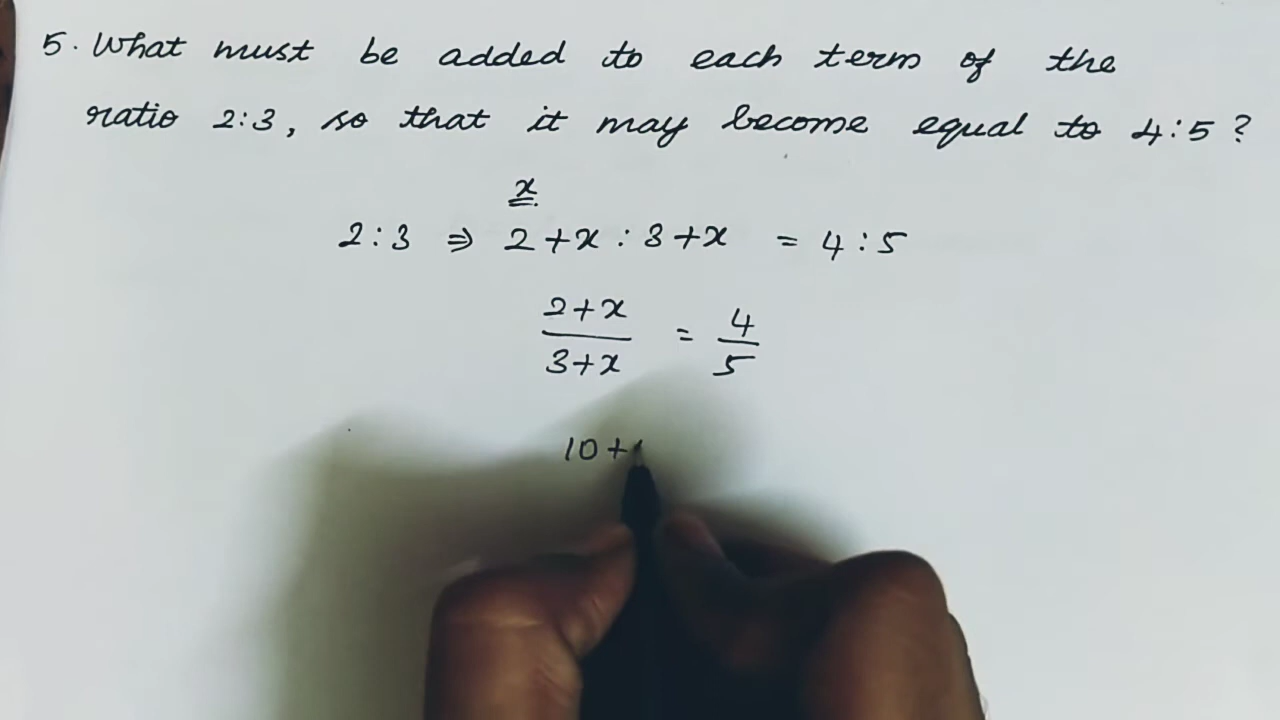 5. What must be added to each term of the
ratio 2:3, so that it may become equal to 4:5?
x
2:3 ⇒ 2+x : 3+x = 4:5
2+x
3+x
=
4
5
10+